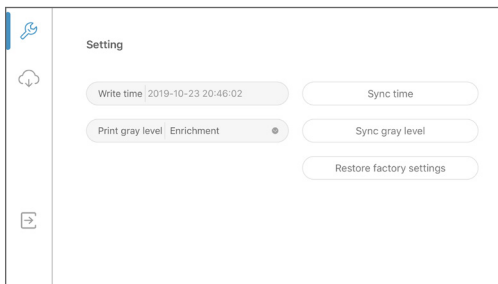 Setting
Write time 2019-10-23 20:46:02
Sync time
Print gray level Enrichment
Sync gray level
Restore factory settings